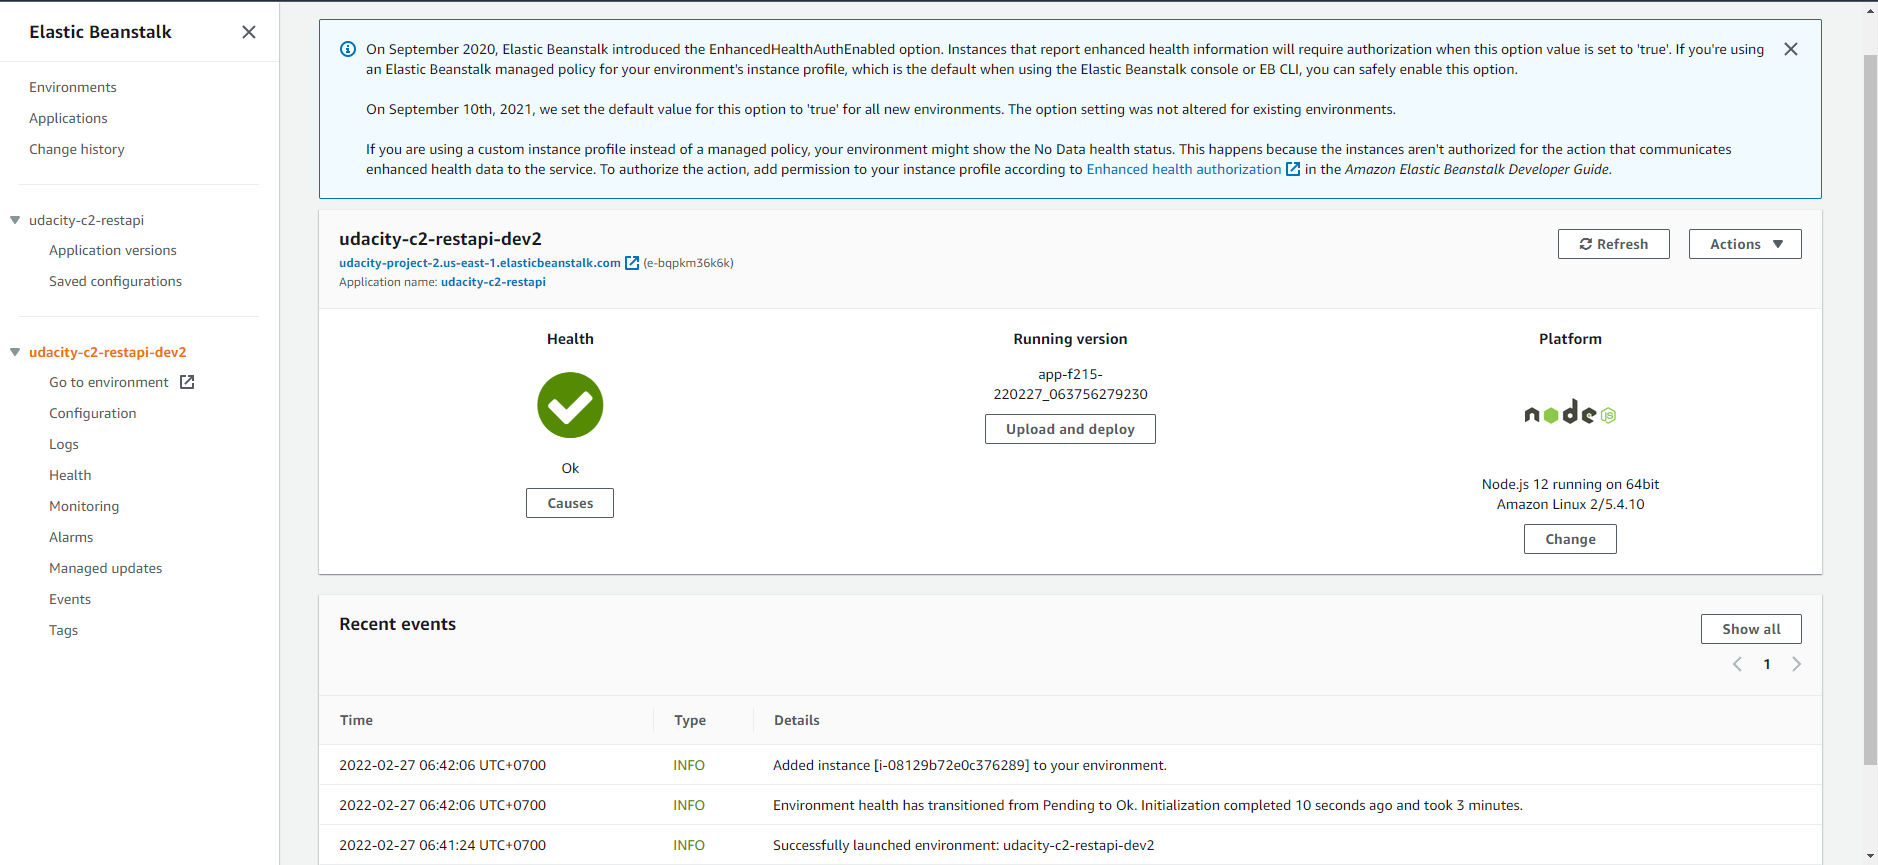 Elastic Beanstalk
Environments
Applications
Change history
udacity-c2-restapi
Application versions
Saved configurations
udacity-c2-restapi-dev2
Go to environment
Configuration
Logs
Health
Monitoring
Alarms
Managed updates
Events
Tags
On September 2020, Elastic Beanstalk introduced the EnhancedHealthAuthEnabled option. Instances that report enhanced health information will require authorization when this option value is set to 'true'. If you're using
an Elastic Beanstalk managed policy for your environment's instance profile, which is the default when using the Elastic Beanstalk console or EB CLI, you can safely enable this option.
On September 10th, 2021, we set the default value for this option to 'true' for all new environments. The option setting was not altered for existing environments.
If you are using a custom instance profile instead of a managed policy, your environment might show the No Data health status. This happens because the instances aren't authorized for the action that communicates
enhanced health data to the service. To authorize the action, add permission to your instance profile according to Enhanced health authorization in the Amazon Elastic Beanstalk Developer Guide.
udacity-c2-restapi-dev2
udacity-project-2.us-east-1.elasticbeanstalk.com (e-bqpkm36k6k)
Application name: udacity-c2-restapi
Refresh
Actions
Health
Ok
Causes
Running version
app-f215-
220227_063756279230
Upload and deploy
Platform
node JS
Node.js 12 running on 64bit
Amazon Linux 2/5.4.10
Change
Recent events
Show all
1
Time Type Details
2022-02-27 06:42:06 UTC+0700 INFO Added instance [i-08129b72e0c376289] to your environment.
2022-02-27 06:42:06 UTC+0700 INFO Environment health has transitioned from Pending to Ok. Initialization completed 10 seconds ago and took 3 minutes.
2022-02-27 06:41:24 UTC+0700 INFO Successfully launched environment: udacity-c2-restapi-dev2